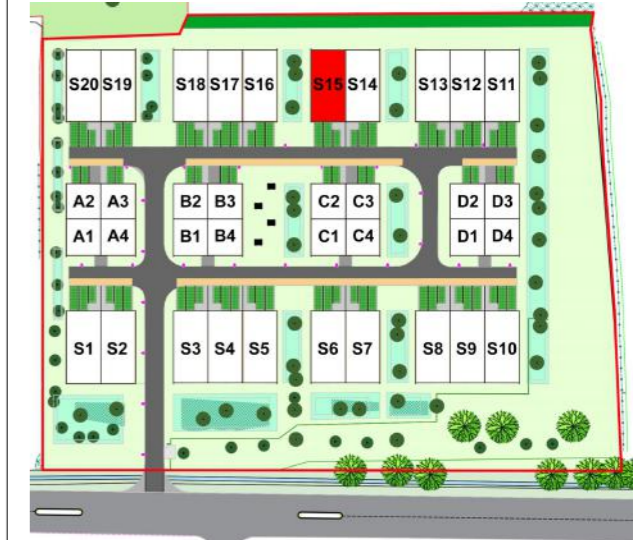 S20 S19 S18 S17 S16 S15 S14 S13 S12 S11
A2 A3 B2 B3 C2 C3 D2 D3
A1 A4 B1 B4 C1 C4 D1 D4
S1 S2 S3 S4 S5 S6 S7 S8 S9 S10